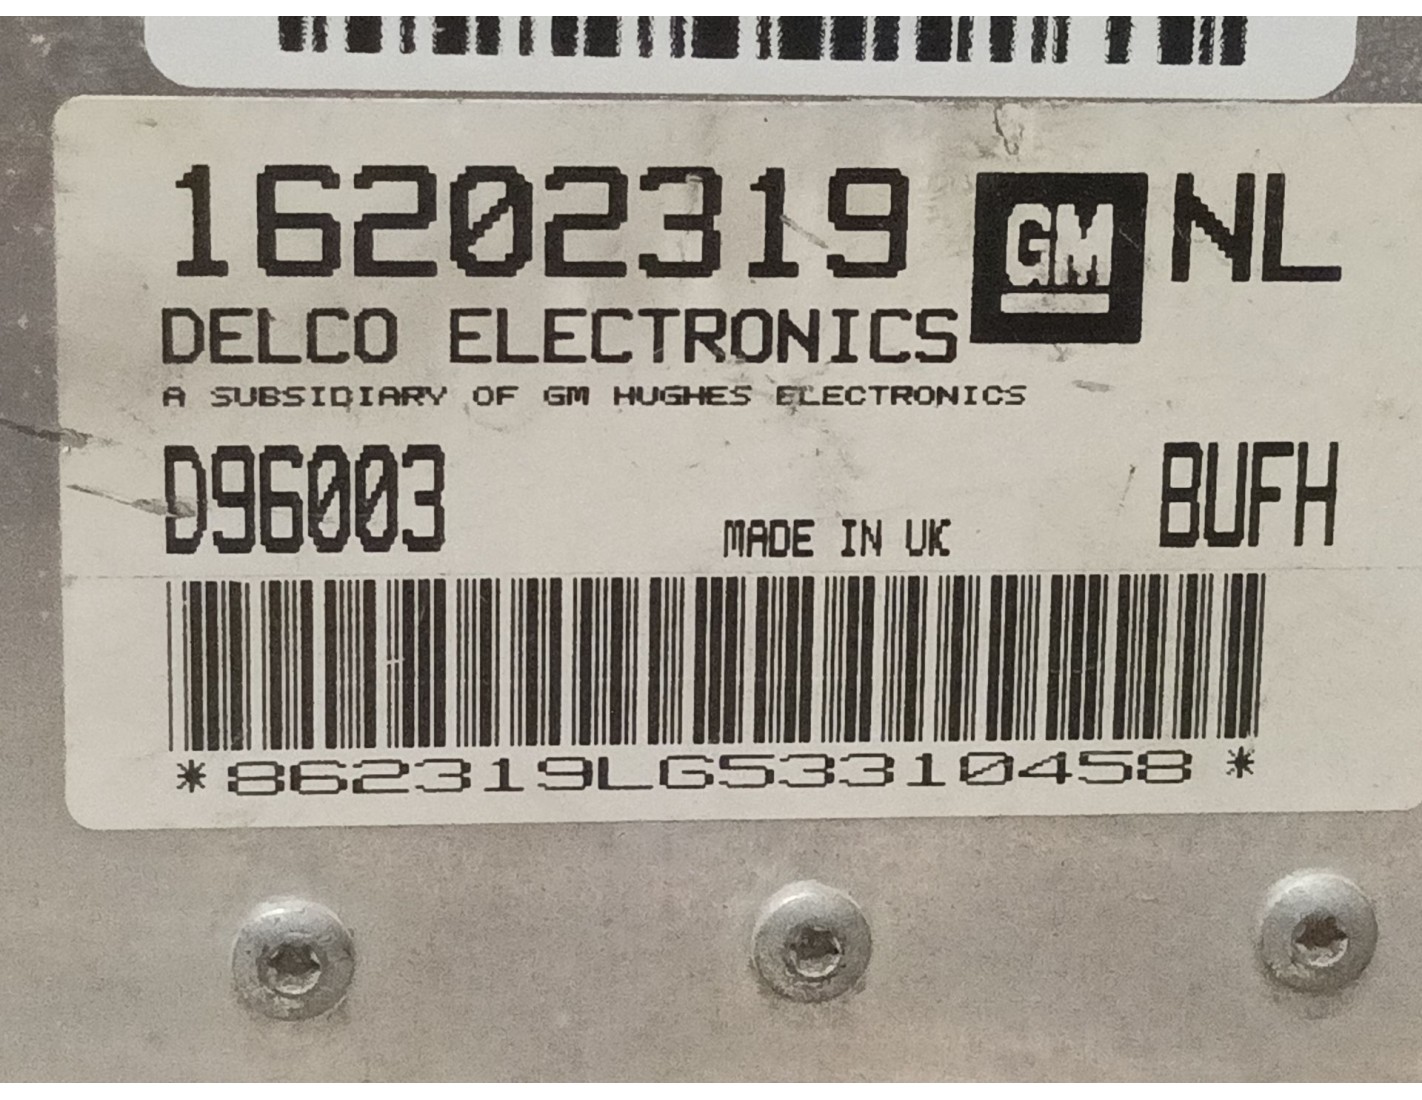 16202319 GM NL
DELCO ELECTRONICS
A SUBSIDIARY OF GM HUGHES ELECTRONICS
D96003 MADE IN UK BUFH
*862319LG53310458*